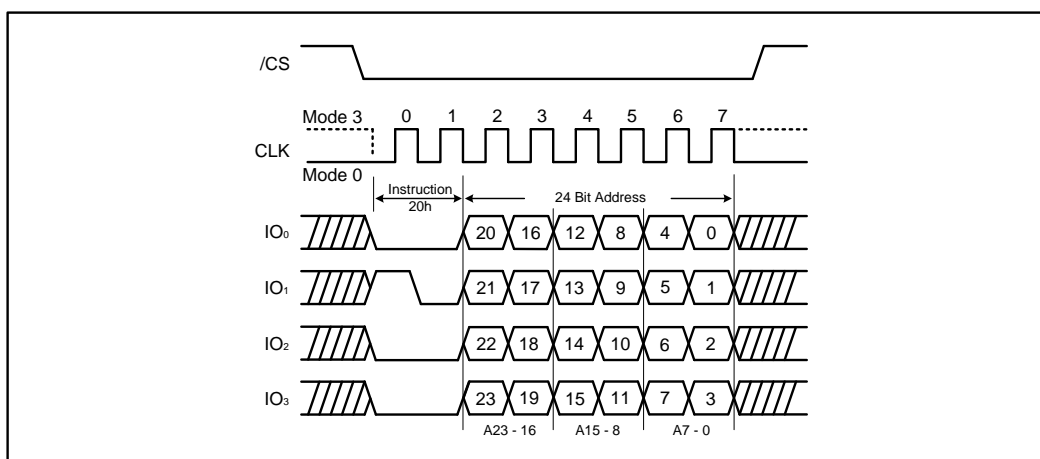 /CS
Mode 3
0 1 2 3 4 5 6 7
CLK
Mode 0
Instruction
20h
24 Bit Address
IO₀ 20 16 12 8 4 0
IO₁ 21 17 13 9 5 1
IO₂ 22 18 14 10 6 2
IO₃ 23 19 15 11 7 3
A23 - 16 A15 - 8 A7 - 0